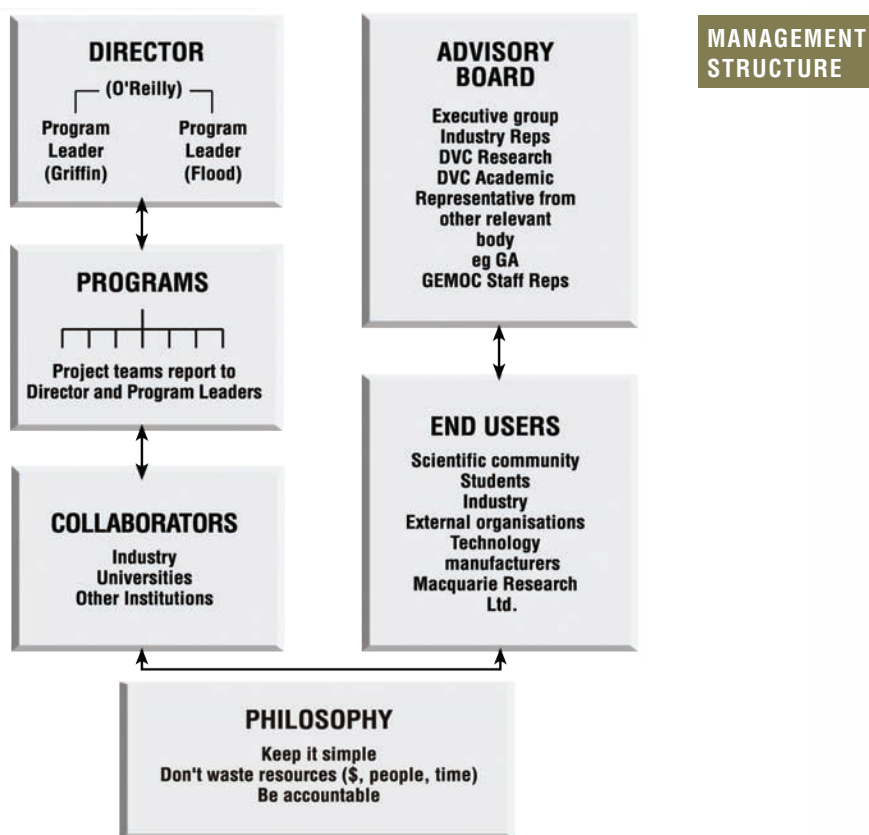 DIRECTOR
(O'Reilly)
Program
Leader
(Griffin)
Program
Leader
(Flood)
PROGRAMS
Project teams report to
Director and Program Leaders
COLLABORATORS
Industry
Universities
Other Institutions
ADVISORY
BOARD
Executive group
Industry Reps
DVC Research
DVC Academic
Representative from
other relevant
body
eg GA
GEMOC Staff Reps
END USERS
Scientific community
Students
Industry
External organisations
Technology
manufacturers
Macquarie Research
Ltd.
PHILOSOPHY
Keep it simple
Don't waste resources ($, people, time)
Be accountable
MANAGEMENT
STRUCTURE